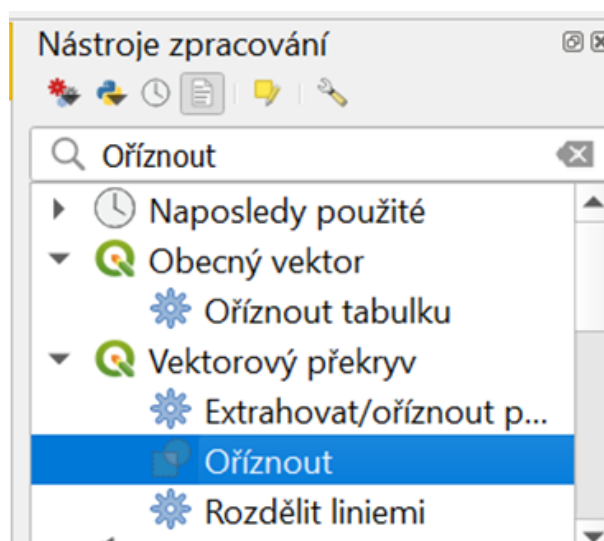 Nástroje zpracování
Oříznout
Naposledy použité
Obecný vektor
Oříznout tabulku
Vektorový překryv
Extrahovat/oříznout p...
Oříznout
Rozdělit liniemi